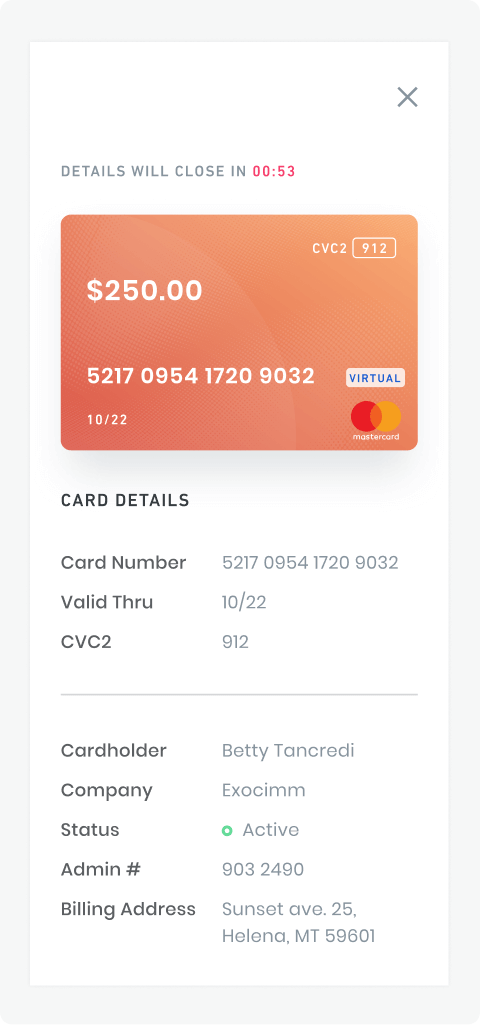 DETAILS WILL CLOSE IN 00:53
CVC2 912
$250.00
5217 0954 1720 9032
VIRTUAL
10/22
mastercard
CARD DETAILS
Card Number 5217 0954 1720 9032
Valid Thru 10/22
CVC2 912
Cardholder Betty Tancredi
Company Exocimm
Status Active
Admin # 903 2490
Billing Address Sunset ave. 25,
Helena, MT 59601